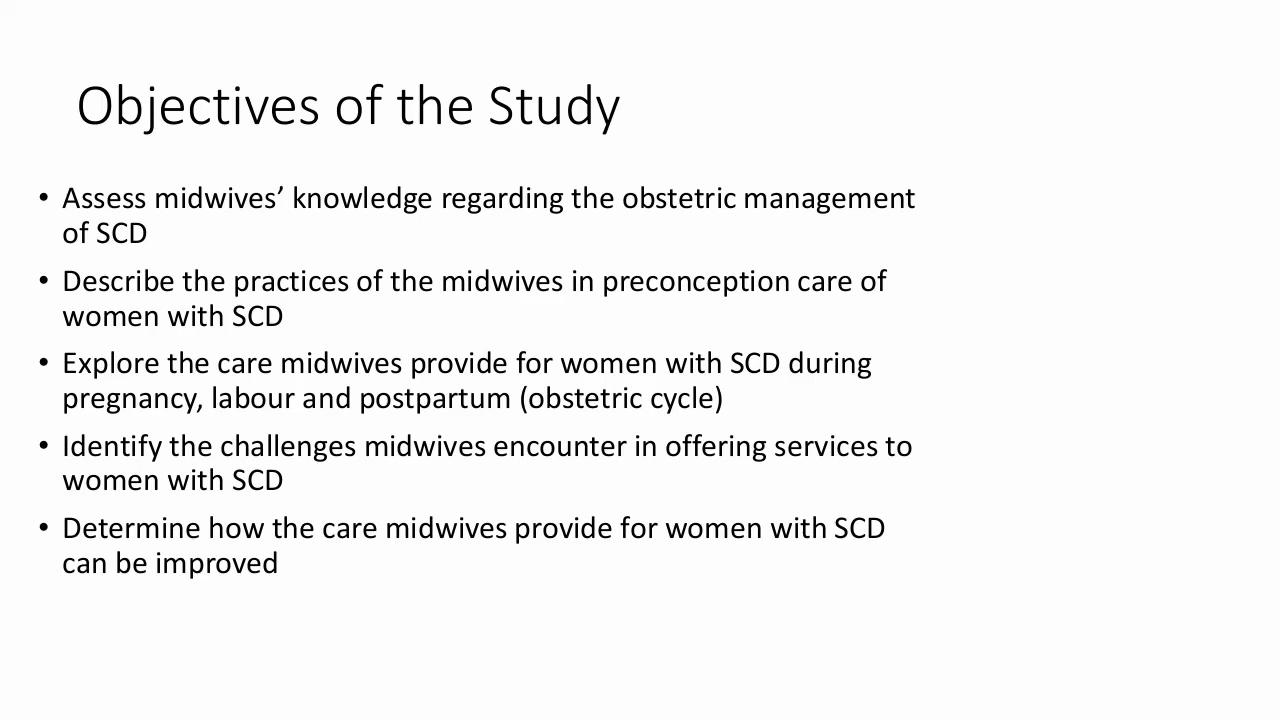 Objectives of the Study
• Assess midwives’ knowledge regarding the obstetric management
of SCD
• Describe the practices of the midwives in preconception care of
women with SCD
• Explore the care midwives provide for women with SCD during
pregnancy, labour and postpartum (obstetric cycle)
• Identify the challenges midwives encounter in offering services to
women with SCD
• Determine how the care midwives provide for women with SCD
can be improved